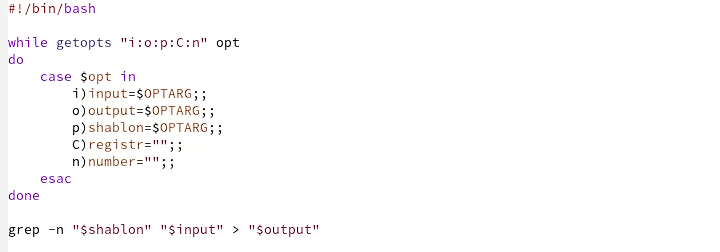 #!/bin/bash
while getopts "i:o:p:C:n" opt
do
case $opt in
i)input=$OPTARG;;
o)output=$OPTARG;;
p)shablon=$OPTARG;;
C)registr="";;
n)number="";;
esac
done
grep -n "$shablon" "$input" > "$output"